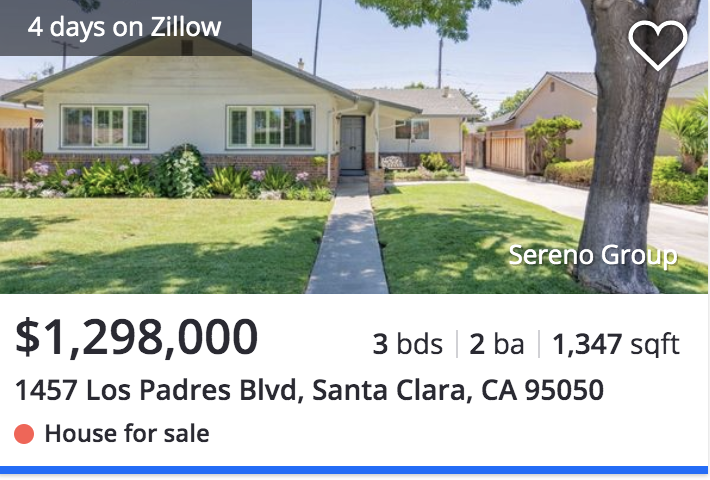 4 days on Zillow
Sereno Group
$1,298,000
3 bds | 2 ba | 1,347 sqft
1457 Los Padres Blvd, Santa Clara, CA 95050
House for sale